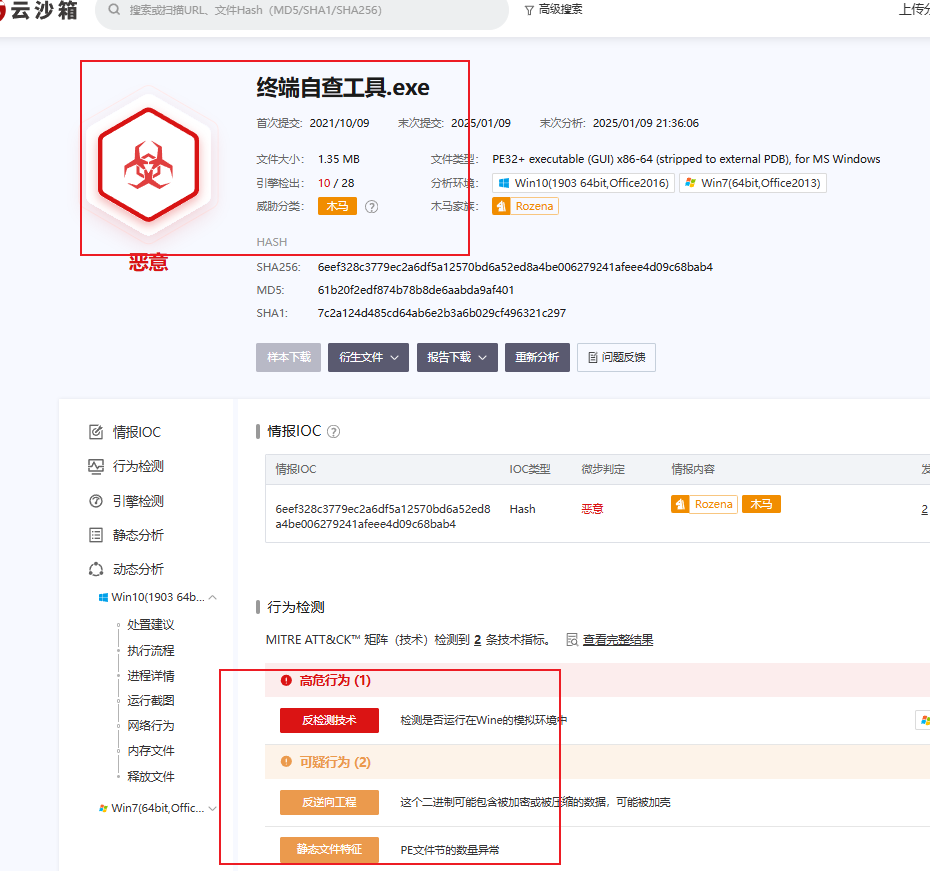 云沙箱
搜索或扫描URL、文件Hash（MD5/SHA1/SHA256）
高级搜索
上传分
终端自查工具.exe
首次提交: 2021/10/09 末次提交: 2025/01/09 末次分析: 2025/01/09 21:36:06
文件大小: 1.35 MB 文件类型: PE32+ executable (GUI) x86-64 (stripped to external PDB), for MS Windows
引擎检出: 10 / 28 分析环境: Win10(1903 64bit,Office2016) Win7(64bit,Office2013)
威胁分类: 木马 木马家族: Rozena
恶意
HASH
SHA256: 6eef328c3779ec2a6df5a12570bd6a52ed8a4be006279241afeee4d09c68bab4
MD5: 61b20f2edf874b78b8de6aabda9af401
SHA1: 7c2a124d485cd64ab6e2b3a6b029cf496321c297
样本下载 衍生文件 报告下载 重新分析 问题反馈
情报IOC
行为检测
引擎检测
静态分析
动态分析
Win10(1903 64b...
处置建议
执行流程
进程详情
运行截图
网络行为
内存文件
释放文件
Win7(64bit,Offic...
情报IOC
情报IOC IOC类型 微步判定 情报内容 发
6eef328c3779ec2a6df5a12570bd6a52ed8
a4be006279241afeee4d09c68bab4
Hash 恶意 Rozena 木马 2
行为检测
MITRE ATT&CK™ 矩阵（技术）检测到 2 条技术指标。 查看完整结果
高危行为 (1)
反检测技术 检测是否运行在Wine的模拟环境中
可疑行为 (2)
反逆向工程 这个二进制可能包含被加密或被压缩的数据，可能被加壳
静态文件特征 PE文件节的数量异常